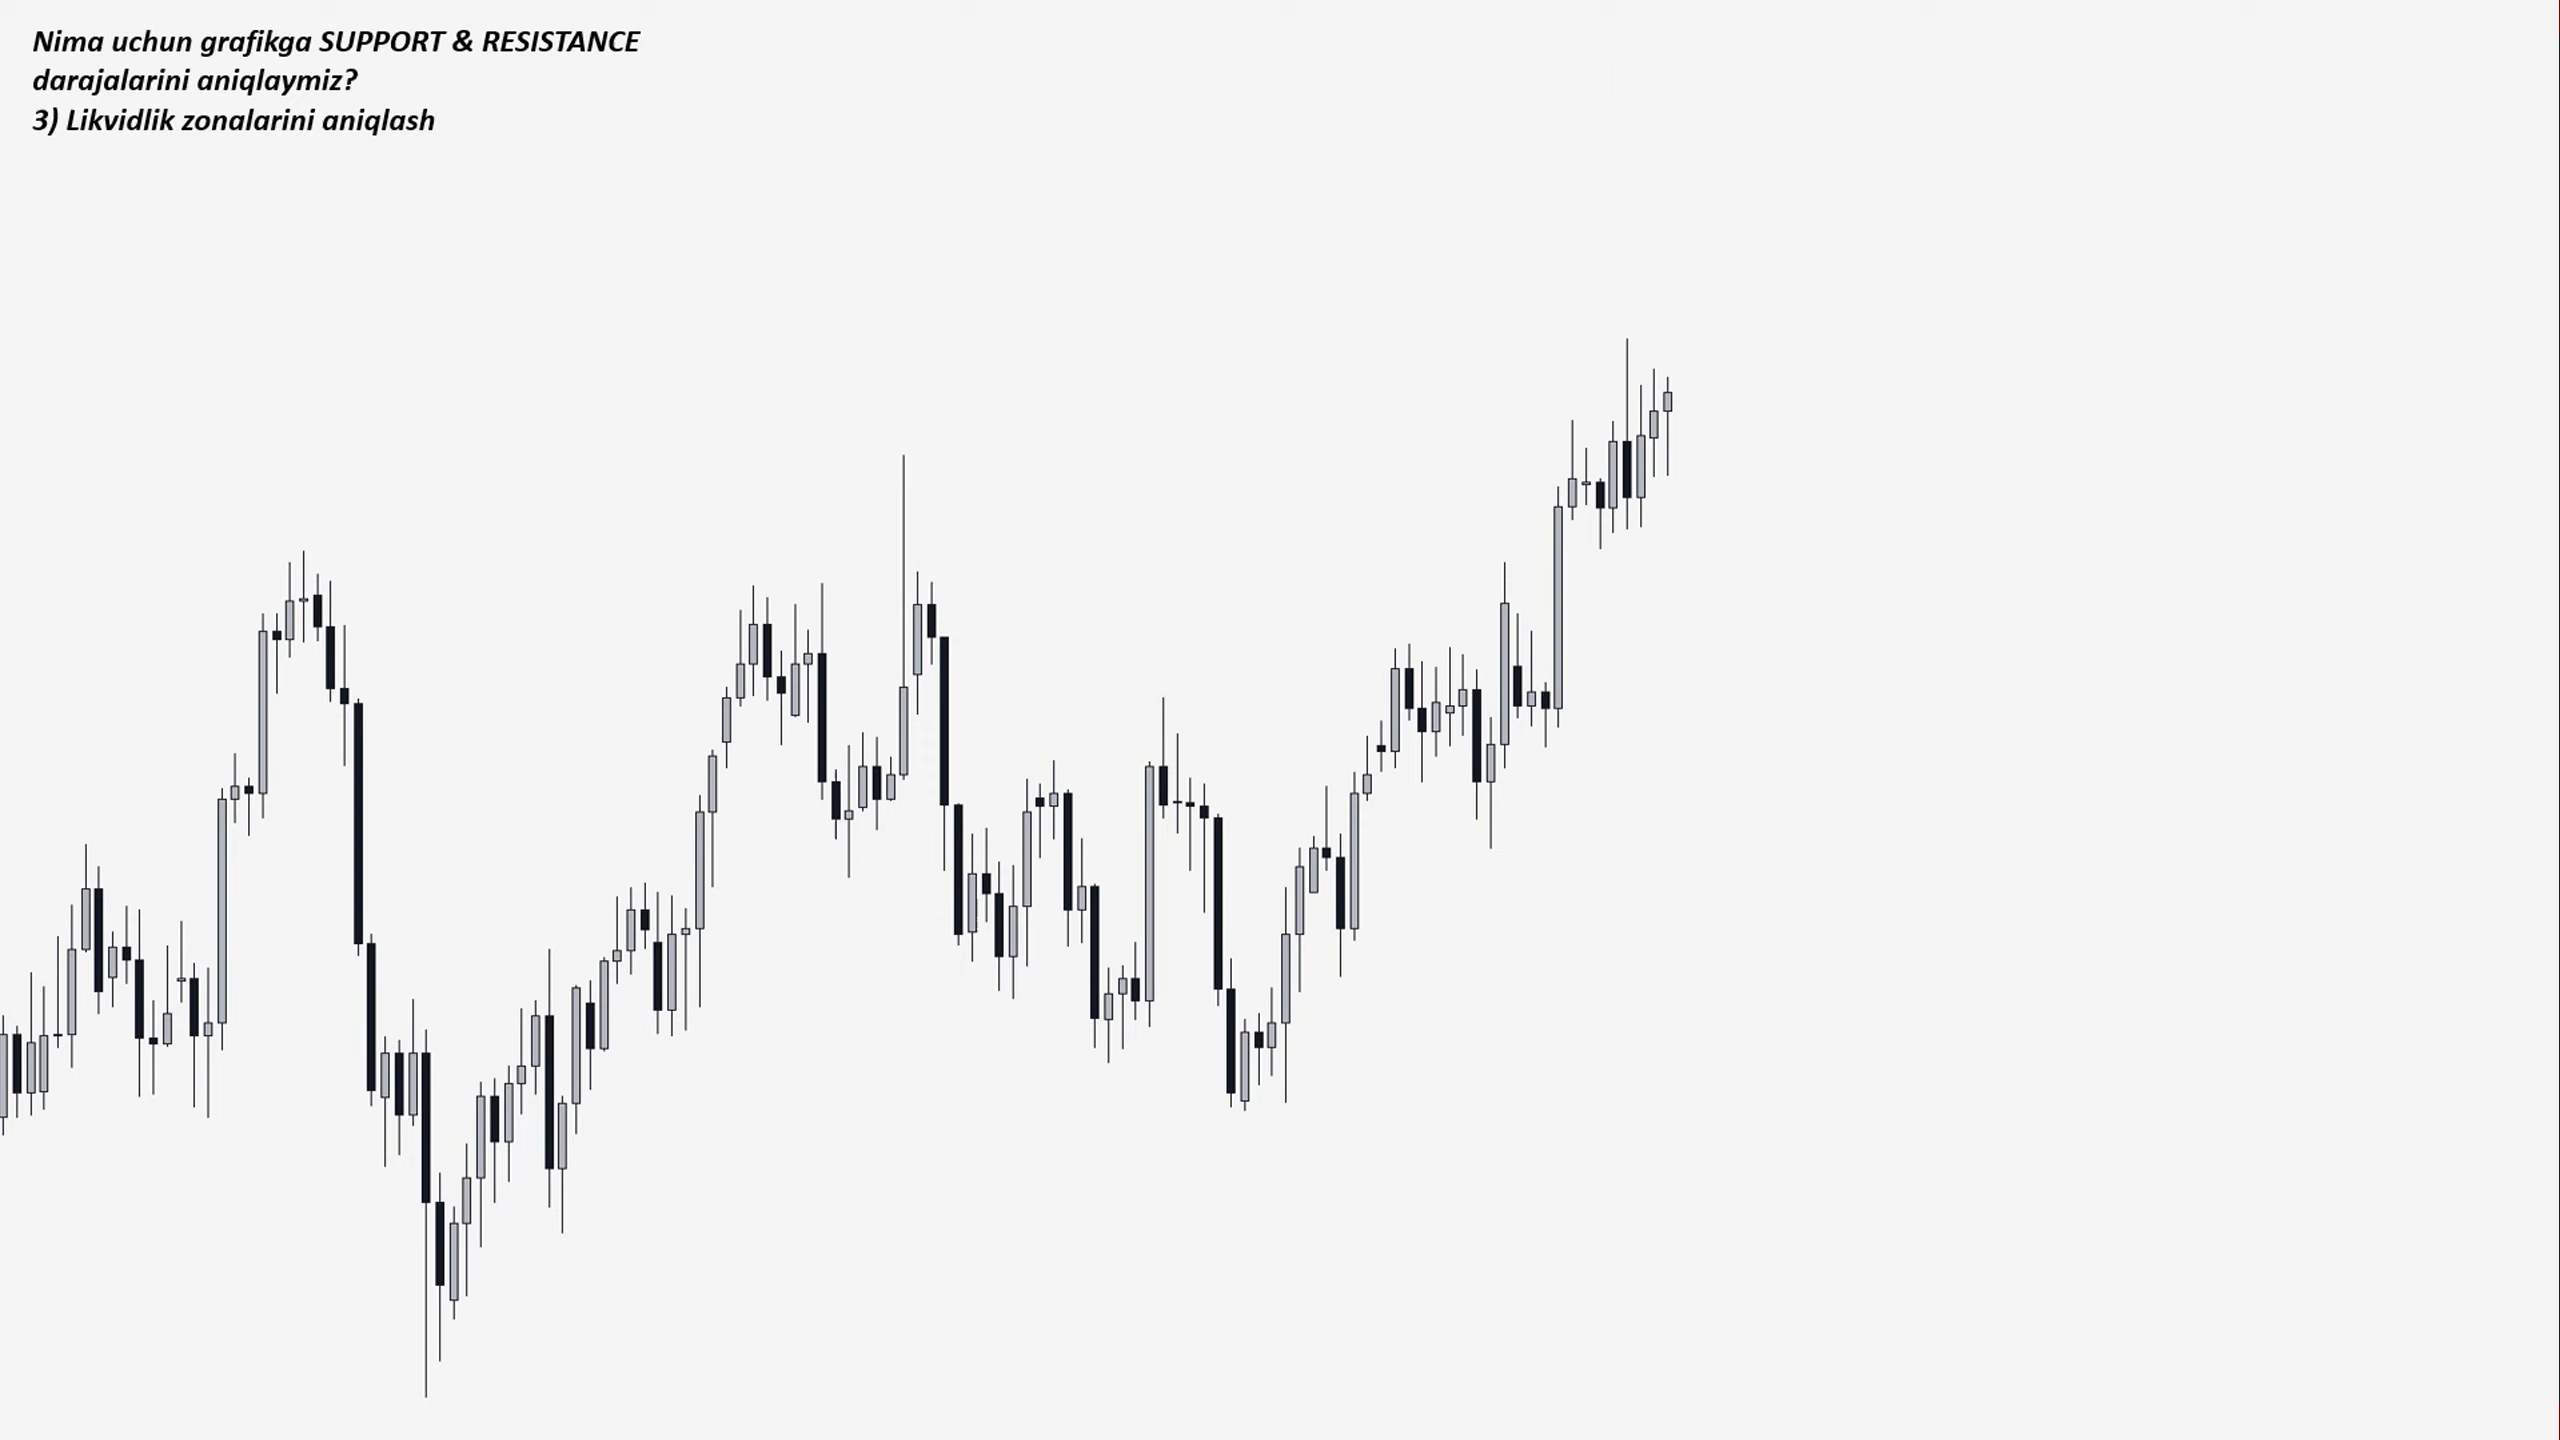 Nima uchun grafikga SUPPORT & RESISTANCE
darajalarini aniqlaymiz?
3) Likvidlik zonalarini aniqlash